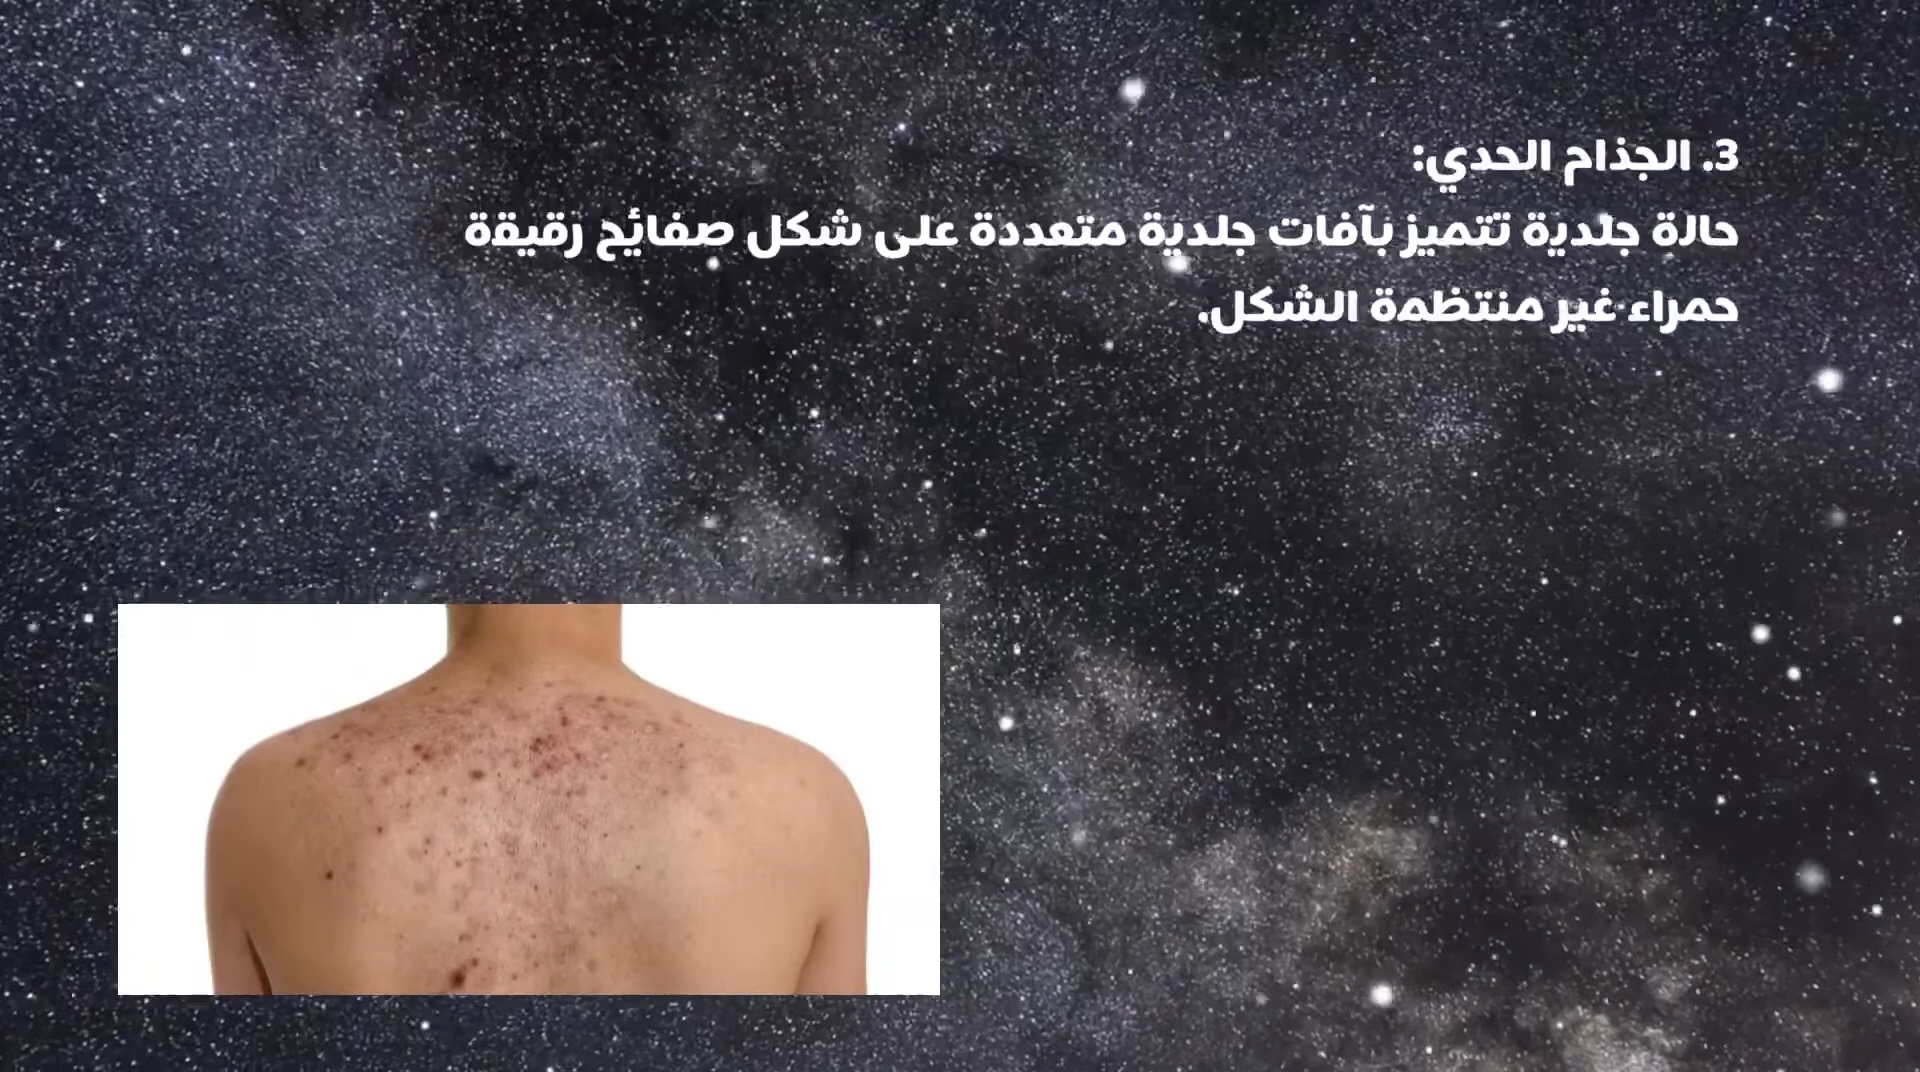 3. الجذام الحدي:
حالة جلدية تتميز بآفات جلدية متعددة على شكل صفائح رقيقة
حمراء غير منتظمة الشكل.